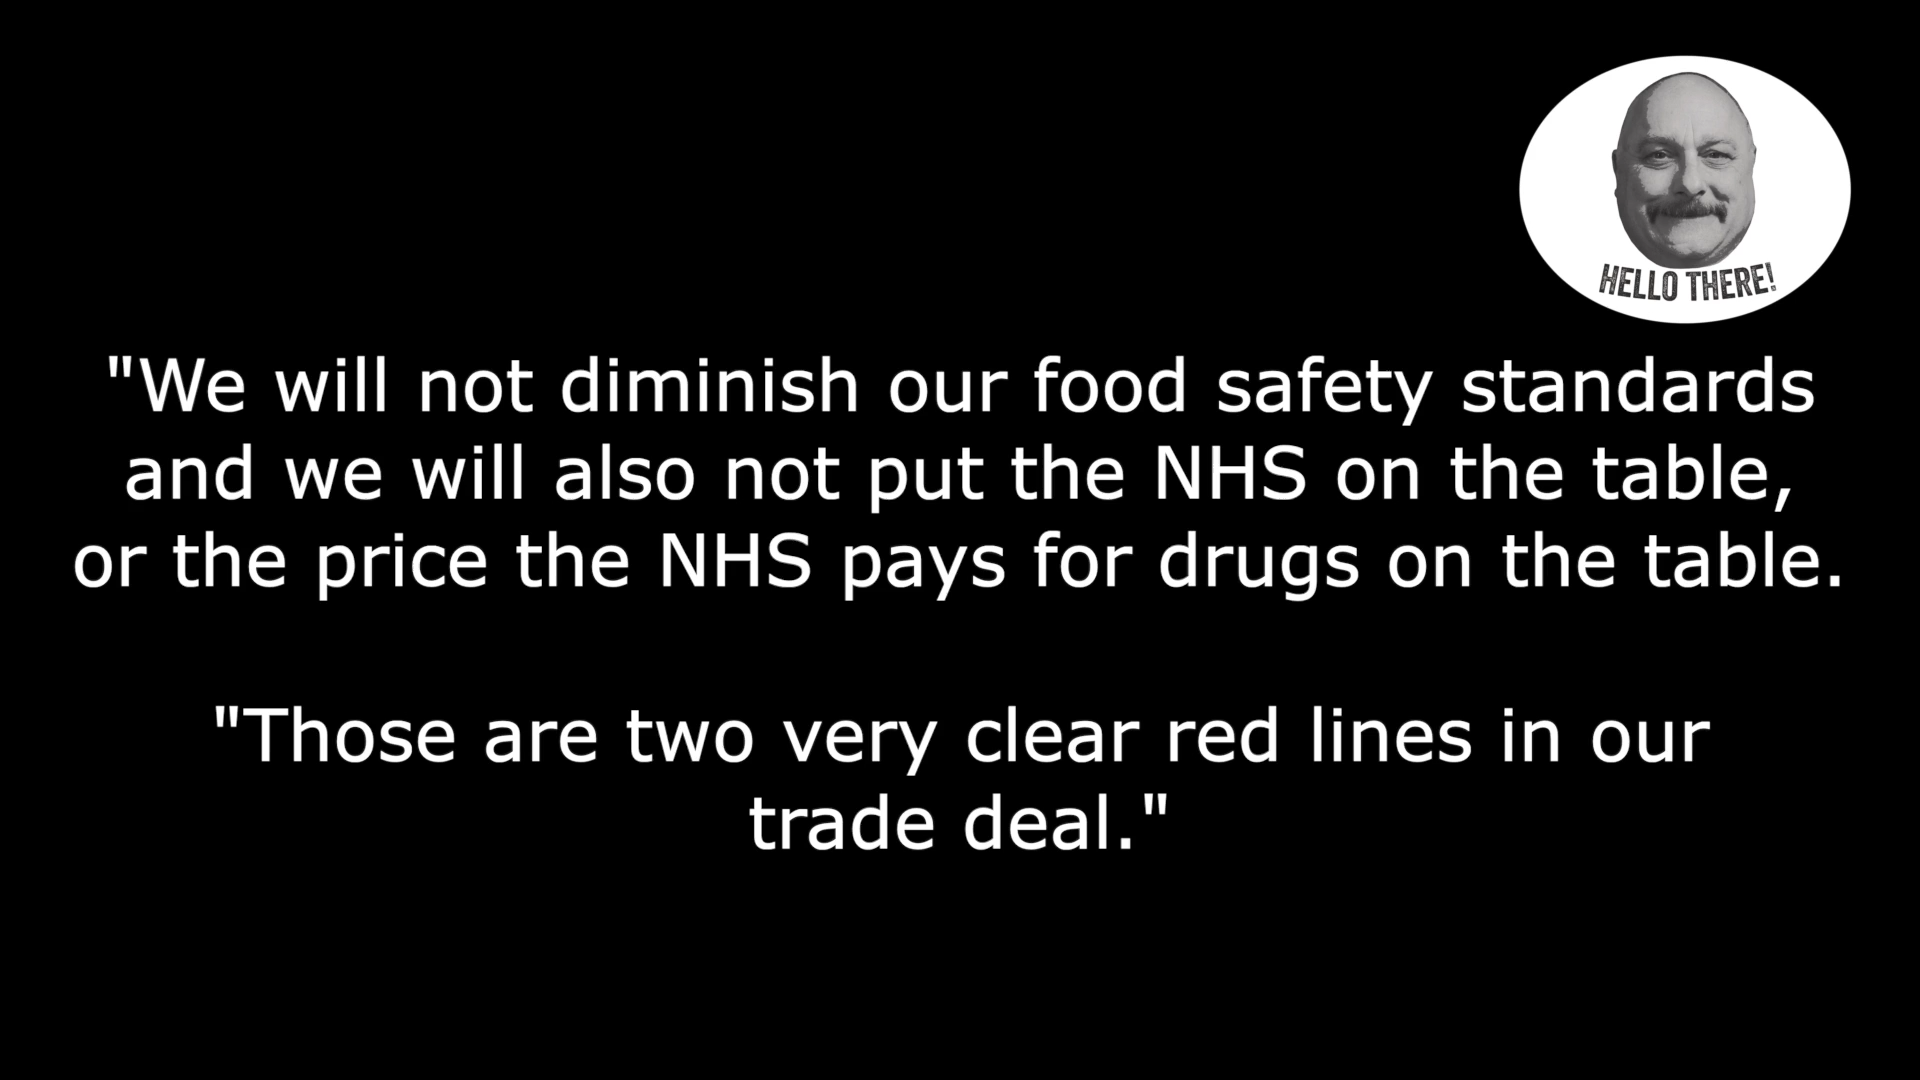 HELLO THERE!
"We will not diminish our food safety standards
and we will also not put the NHS on the table,
or the price the NHS pays for drugs on the table.
"Those are two very clear red lines in our
trade deal."